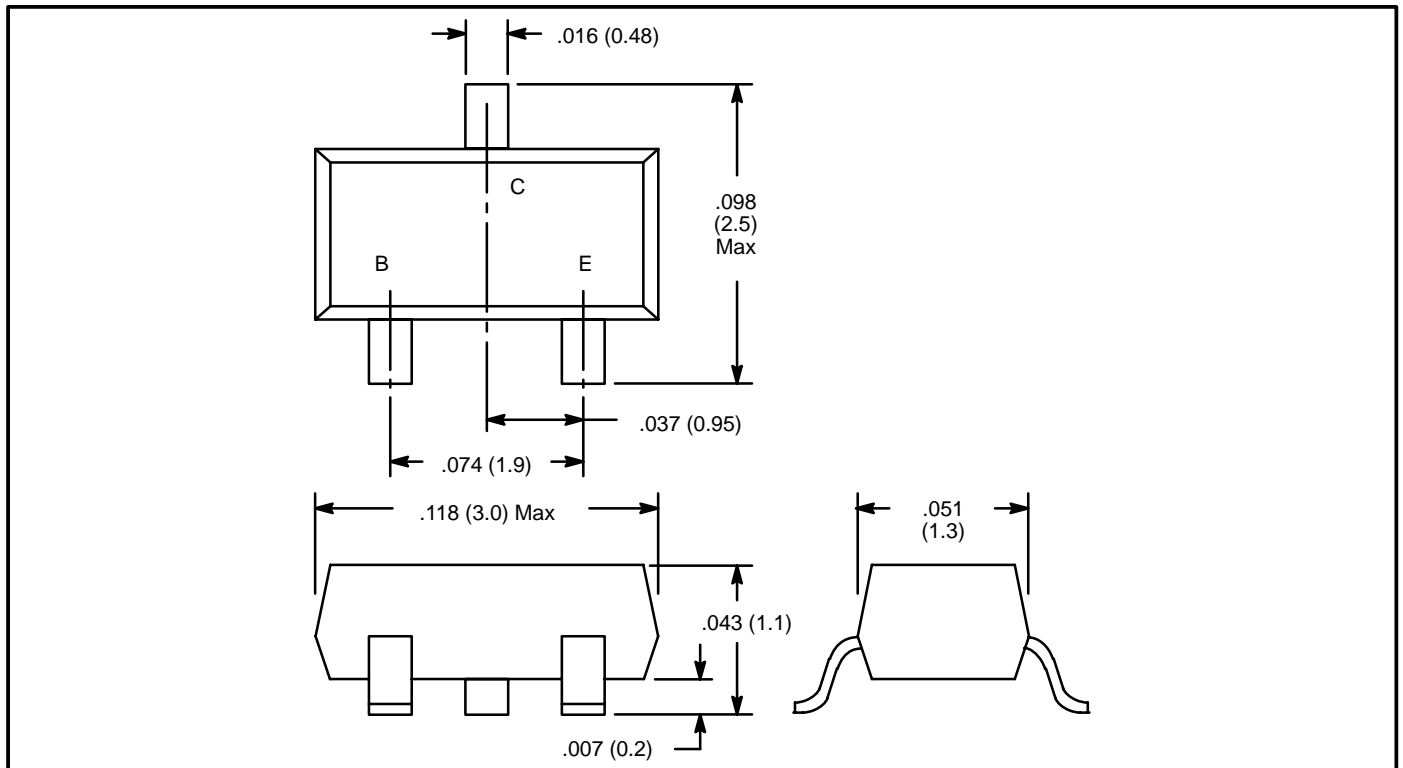 .016 (0.48)
C
.098
(2.5)
Max
B
E
.037 (0.95)
.074 (1.9)
.118 (3.0) Max
.051
(1.3)
.043 (1.1)
.007 (0.2)